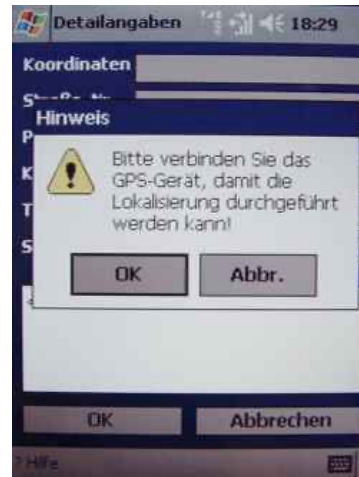 Detailangaben 18:29
Koordinaten
Hinweis
Bitte verbinden Sie das
GPS-Gerät, damit die
Lokalisierung durchgeführt
werden kann!
OK Abbr.
OK Abbrechen
? Hilfe